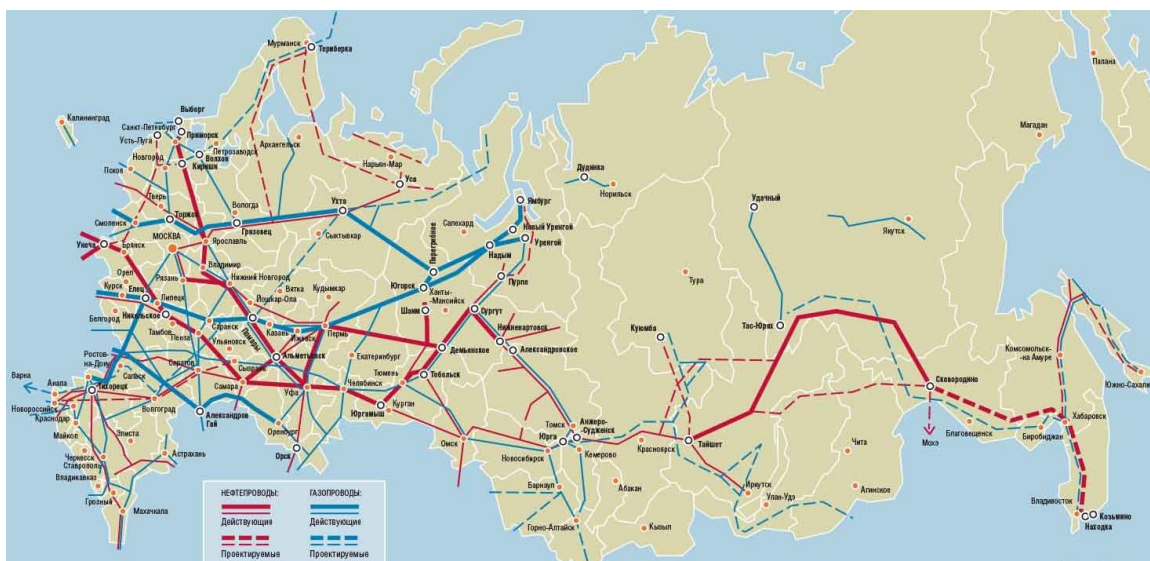 Мурманск
Териберка
Палана
Калининград
Выборг
Санкт-Петербург
Приморск
Усть-Луга
Петрозаводск
Волхов
Кириши
Новгород
Псков
Архангельск
Магадан
Нарьян-Мар
Уса
Дудинка
Норильск
Тверь
Вологда
Ухта
Ямбург
Удачный
Смоленск
Торжок
Грязовец
Салехард
Новый Уренгой
Уренгой
Якутск
Унеча
Брянск
МОСКВА
Ярославль
Сыктывкар
Перегребное
Надым
Орел
Рязань
Владимир
Нижний Новгород
Вятка
Кудымкар
Югорск
Ханты-
Мансийск
Пурпе
Тура
Курск
Елец
Липецк
Йошкар-Ола
Шаим
Сургут
Белгород
Никольское
Тамбов
Пенза
Саранск
Ульяновск
Казань
Ижевск
Пермь
Нижневартовск
Куюмба
Тас-Юрях
Помары
Альметьевск
Екатеринбург
Демьянское
Александровское
Комсомольск-
-на Амуре
Ростов-
на-Дону
Саратов
Сызрань
Тюмень
Тобольск
Сковородино
Южно-Сахали
Варна
Анапа
Тихорецк
Самара
Уфа
Челябинск
Курган
Юргамыш
Новороссийск
Краснодар
Волгоград
Александров
Гай
Оренбург
Орск
Омск
Томск
Анжеро-
-Судженск
Юрга
Новосибирск
Кемерово
Красноярск
Тайшет
Чита
Мохэ
Благовещенск
Биробиджан
Хабаровск
Майкоп
Элиста
Черкесск
Ставрополь
Астрахань
Владикавказ
Грозный
Махачкала
Барнаул
Абакан
Иркутск
Улан-Удэ
Агинское
Горно-Алтайск
Кызыл
Владивосток
Козьмино
Находка
НЕФТЕПРОВОДЫ:
ГАЗОПРОВОДЫ:
Действующие
Действующие
Проектируемые
Проектируемые